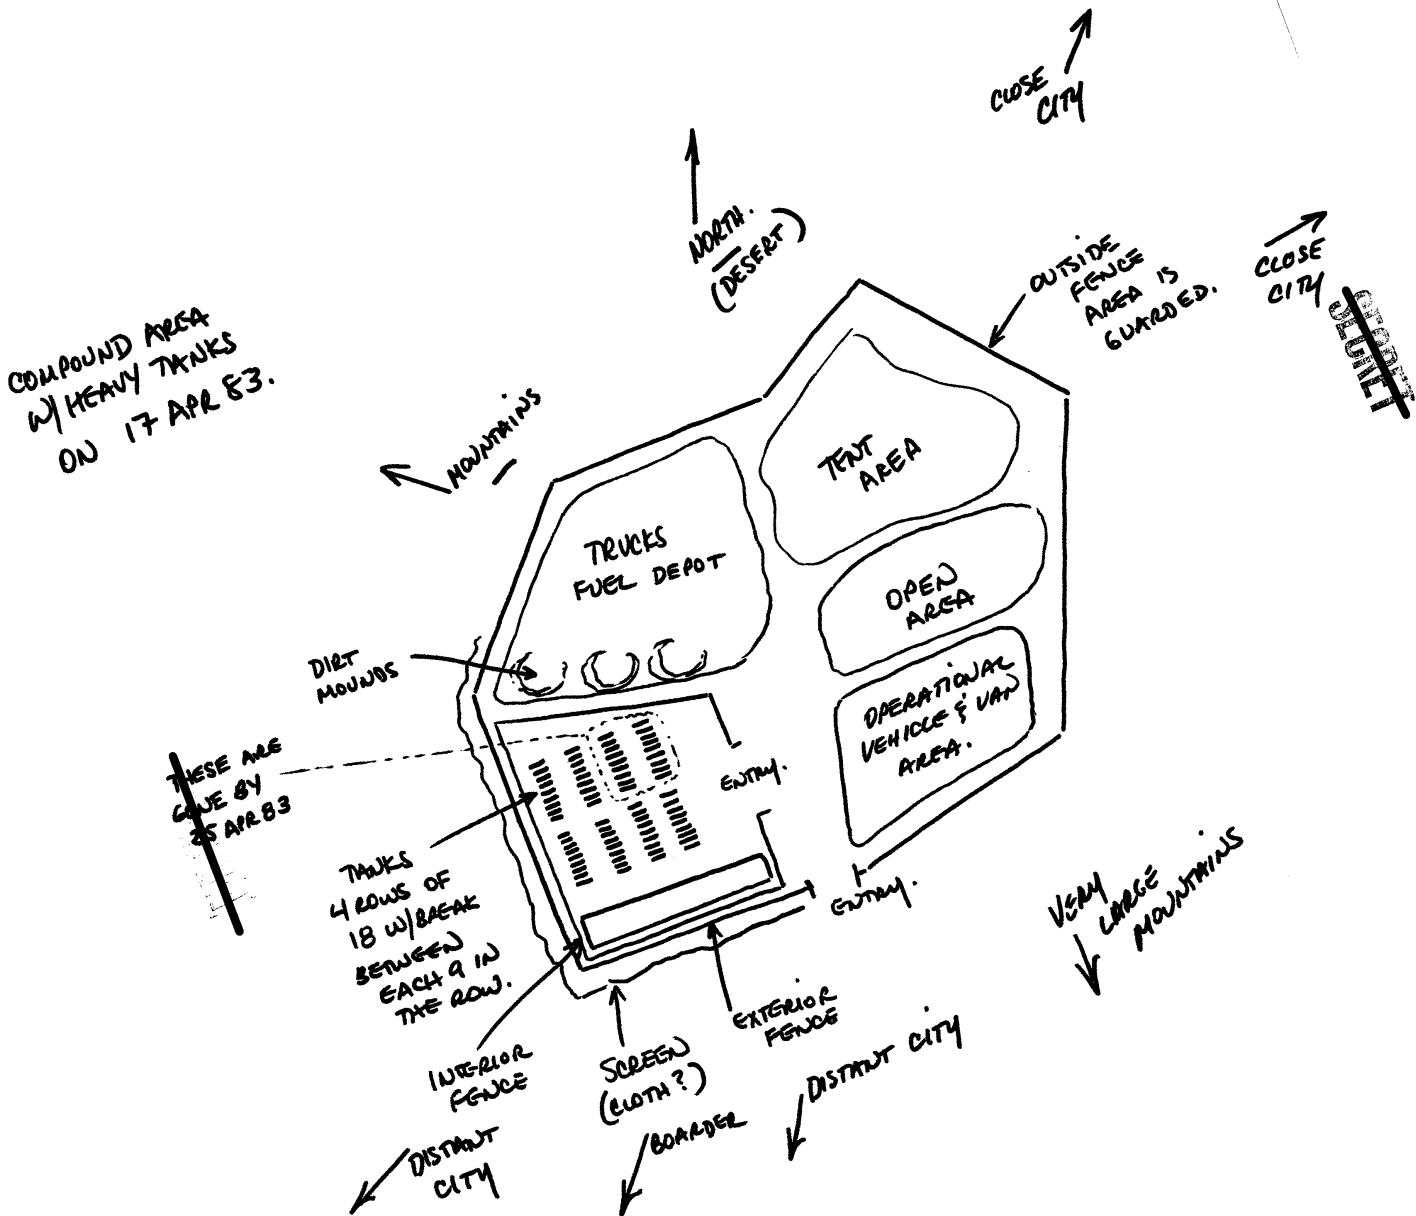 CLOSE
CITY
NORTH.
(DESERT)
OUTSIDE
FENCE
AREA IS
GUARDED.
CLOSE
CITY
SECRET
SECRET
COMPOUND AREA
W/ HEAVY TANKS
ON 17 APR 83.
MOUNTAINS
TENT
AREA
TRUCKS
FUEL DEPOT
OPEN
AREA
DIRT
MOUNDS
OPERATIONAL
VEHICLE & VAN
AREA.
THESE ARE
GONE BY
25 APR 83
ENTRY.
TANKS
4 ROWS OF
18 W/BREAK
BETWEEN
EACH 9 IN
THE ROW.
ENTRY.
VERY
LARGE
MOUNTAINS
INTERIOR
FENCE
SCREEN
(CLOTH?)
EXTERIOR
FENCE
DISTANT CITY
BOARDER
DISTANT
CITY